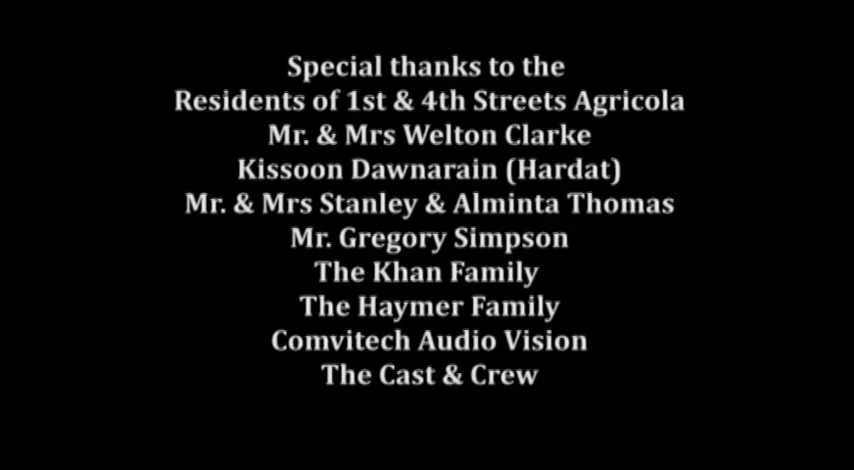 Special thanks to the
Residents of 1st & 4th Streets Agricola
Mr. & Mrs Welton Clarke
Kissoon Dawnarain (Hardat)
Mr. & Mrs Stanley & Alminta Thomas
Mr. Gregory Simpson
The Khan Family
The Haymer Family
Comvitech Audio Vision
The Cast & Crew